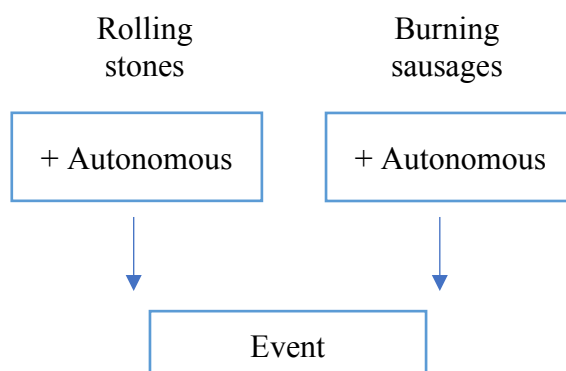 Rolling
stones
Burning
sausages
+ Autonomous
+ Autonomous
Event